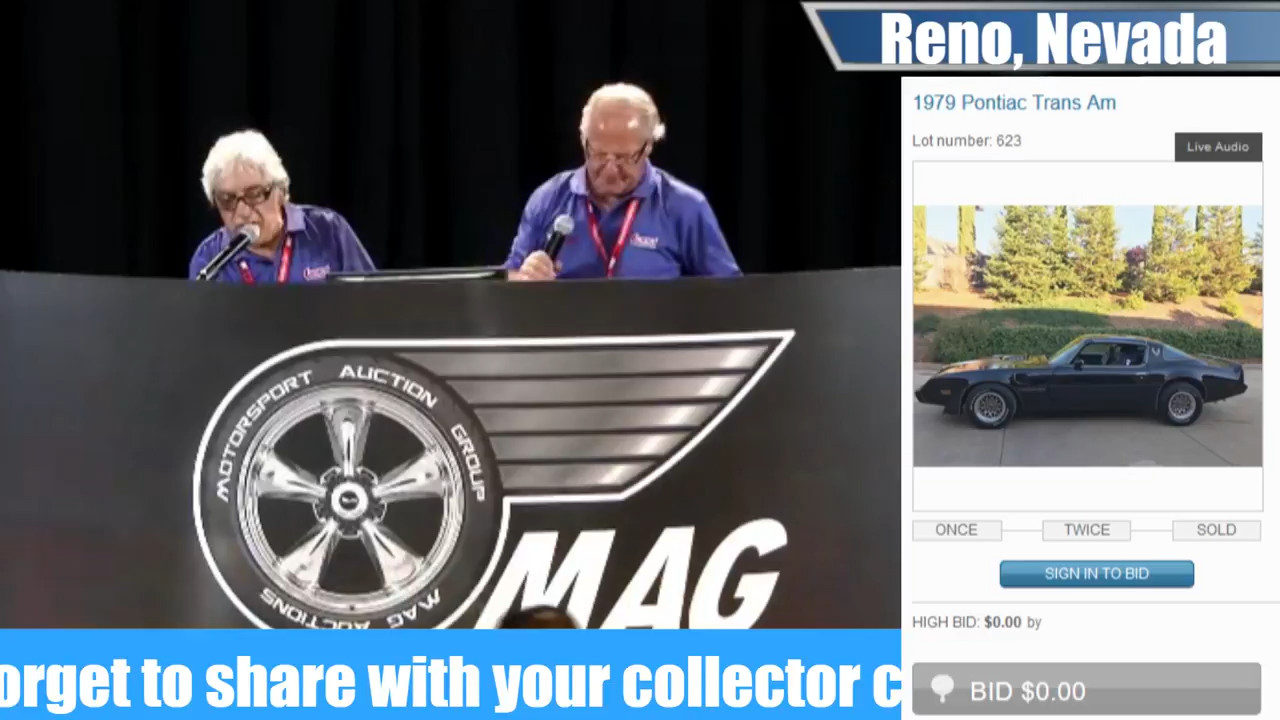 Reno, Nevada
1979 Pontiac Trans Am
Lot number: 623
Live Audio
MOTORSPORT AUCTION GROUP
MAG AUCTIONS
MAG
ONCE
TWICE
SOLD
SIGN IN TO BID
HIGH BID: $0.00 by
BID $0.00
orget to share with your collector c